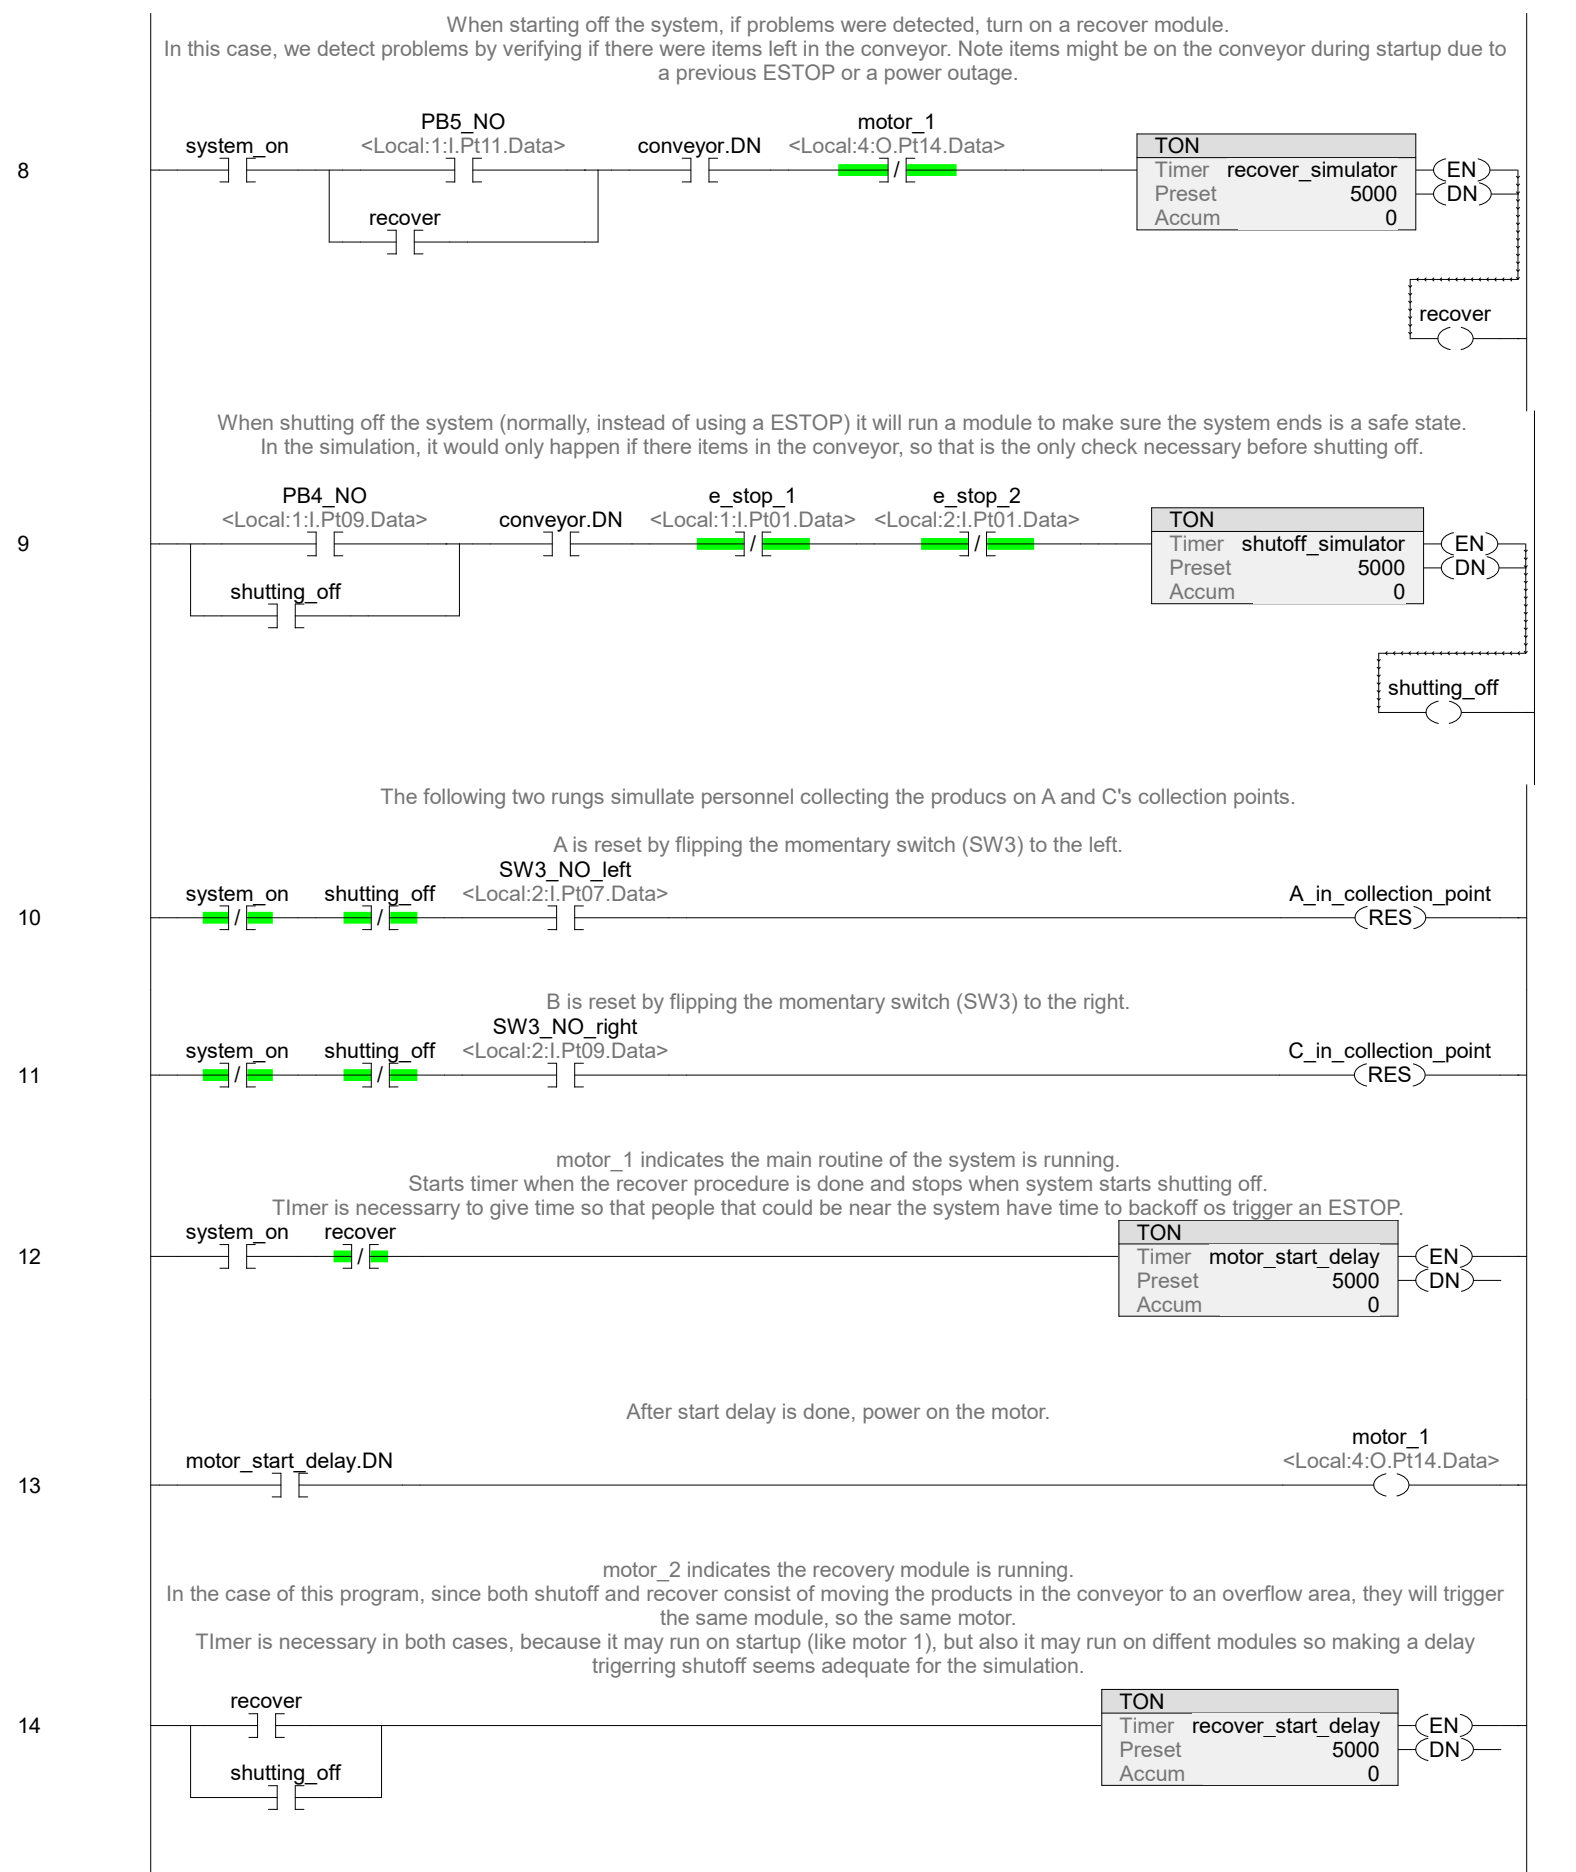 When starting off the system, if problems were detected, turn on a recover module.
In this case, we detect problems by verifying if there were items left in the conveyor. Note items might be on the conveyor during startup due to
a previous ESTOP or a power outage.
8
system_on
PB5_NO
<Local:1:I.Pt11.Data>
recover
conveyor.DN
motor_1
<Local:4:O.Pt14.Data>
/
TON
Timer recover_simulator
Preset 5000
Accum 0
EN
DN
recover
When shutting off the system (normally, instead of using a ESTOP) it will run a module to make sure the system ends is a safe state.
In the simulation, it would only happen if there items in the conveyor, so that is the only check necessary before shutting off.
9
PB4_NO
<Local:1:I.Pt09.Data>
shutting_off
conveyor.DN
e_stop_1
<Local:1:I.Pt01.Data>
/
e_stop_2
<Local:2:I.Pt01.Data>
/
TON
Timer shutoff_simulator
Preset 5000
Accum 0
EN
DN
shutting_off
The following two rungs simullate personnel collecting the producs on A and C's collection points.
A is reset by flipping the momentary switch (SW3) to the left.
10
system_on
/
shutting_off
/
SW3_NO_left
<Local:2:I.Pt07.Data>
A_in_collection_point
RES
B is reset by flipping the momentary switch (SW3) to the right.
11
system_on
/
shutting_off
/
SW3_NO_right
<Local:2:I.Pt09.Data>
C_in_collection_point
RES
motor_1 indicates the main routine of the system is running.
Starts timer when the recover procedure is done and stops when system starts shutting off.
TImer is necessarry to give time so that people that could be near the system have time to backoff os trigger an ESTOP.
12
system_on
recover
/
TON
Timer motor_start_delay
Preset 5000
Accum 0
EN
DN
After start delay is done, power on the motor.
13
motor_start_delay.DN
motor_1
<Local:4:O.Pt14.Data>
motor_2 indicates the recovery module is running.
In the case of this program, since both shutoff and recover consist of moving the products in the conveyor to an overflow area, they will trigger
the same module, so the same motor.
TImer is necessary in both cases, because it may run on startup (like motor 1), but also it may run on diffent modules so making a delay
trigerring shutoff seems adequate for the simulation.
14
recover
shutting_off
TON
Timer recover_start_delay
Preset 5000
Accum 0
EN
DN